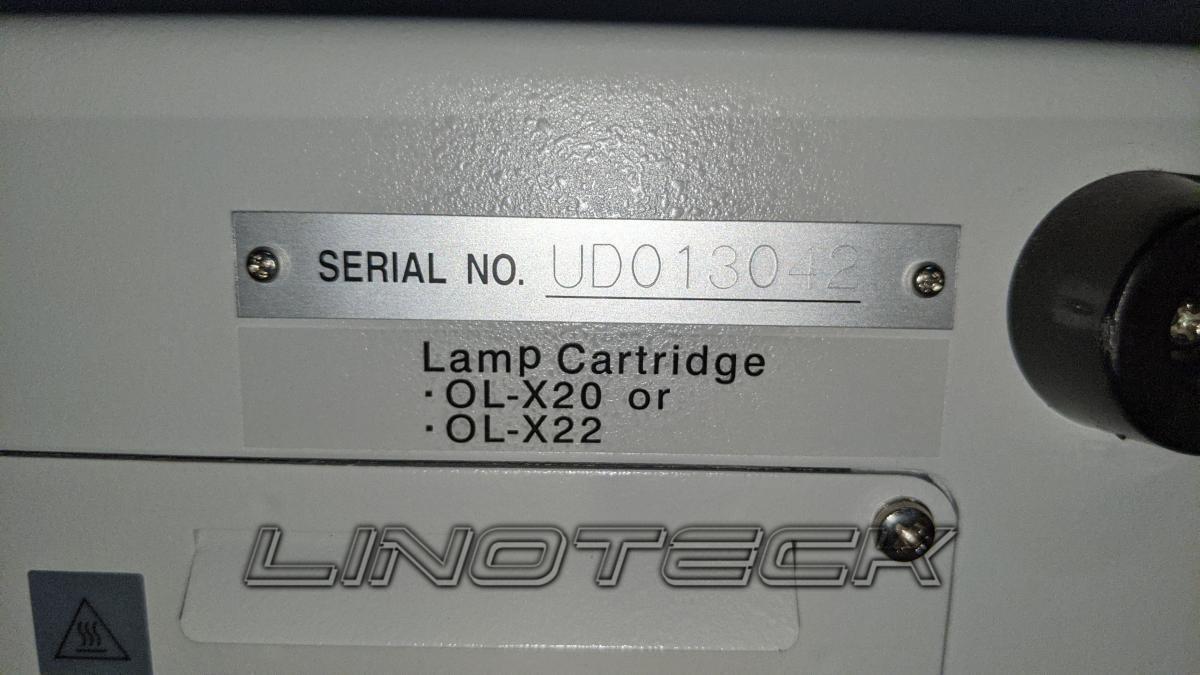 SERIAL NO. UD013042
Lamp Cartridge
·OL-X20 or
·OL-X22
LINOTECK